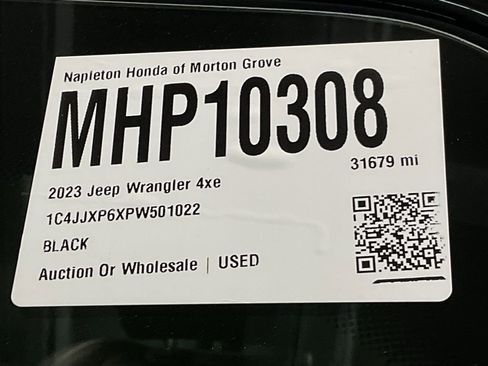 Napleton Honda of Morton Grove
MHP10308
31679 mi
2023 Jeep Wrangler 4xe
1C4JJXP6XPW501022
BLACK
Auction Or Wholesale | USED